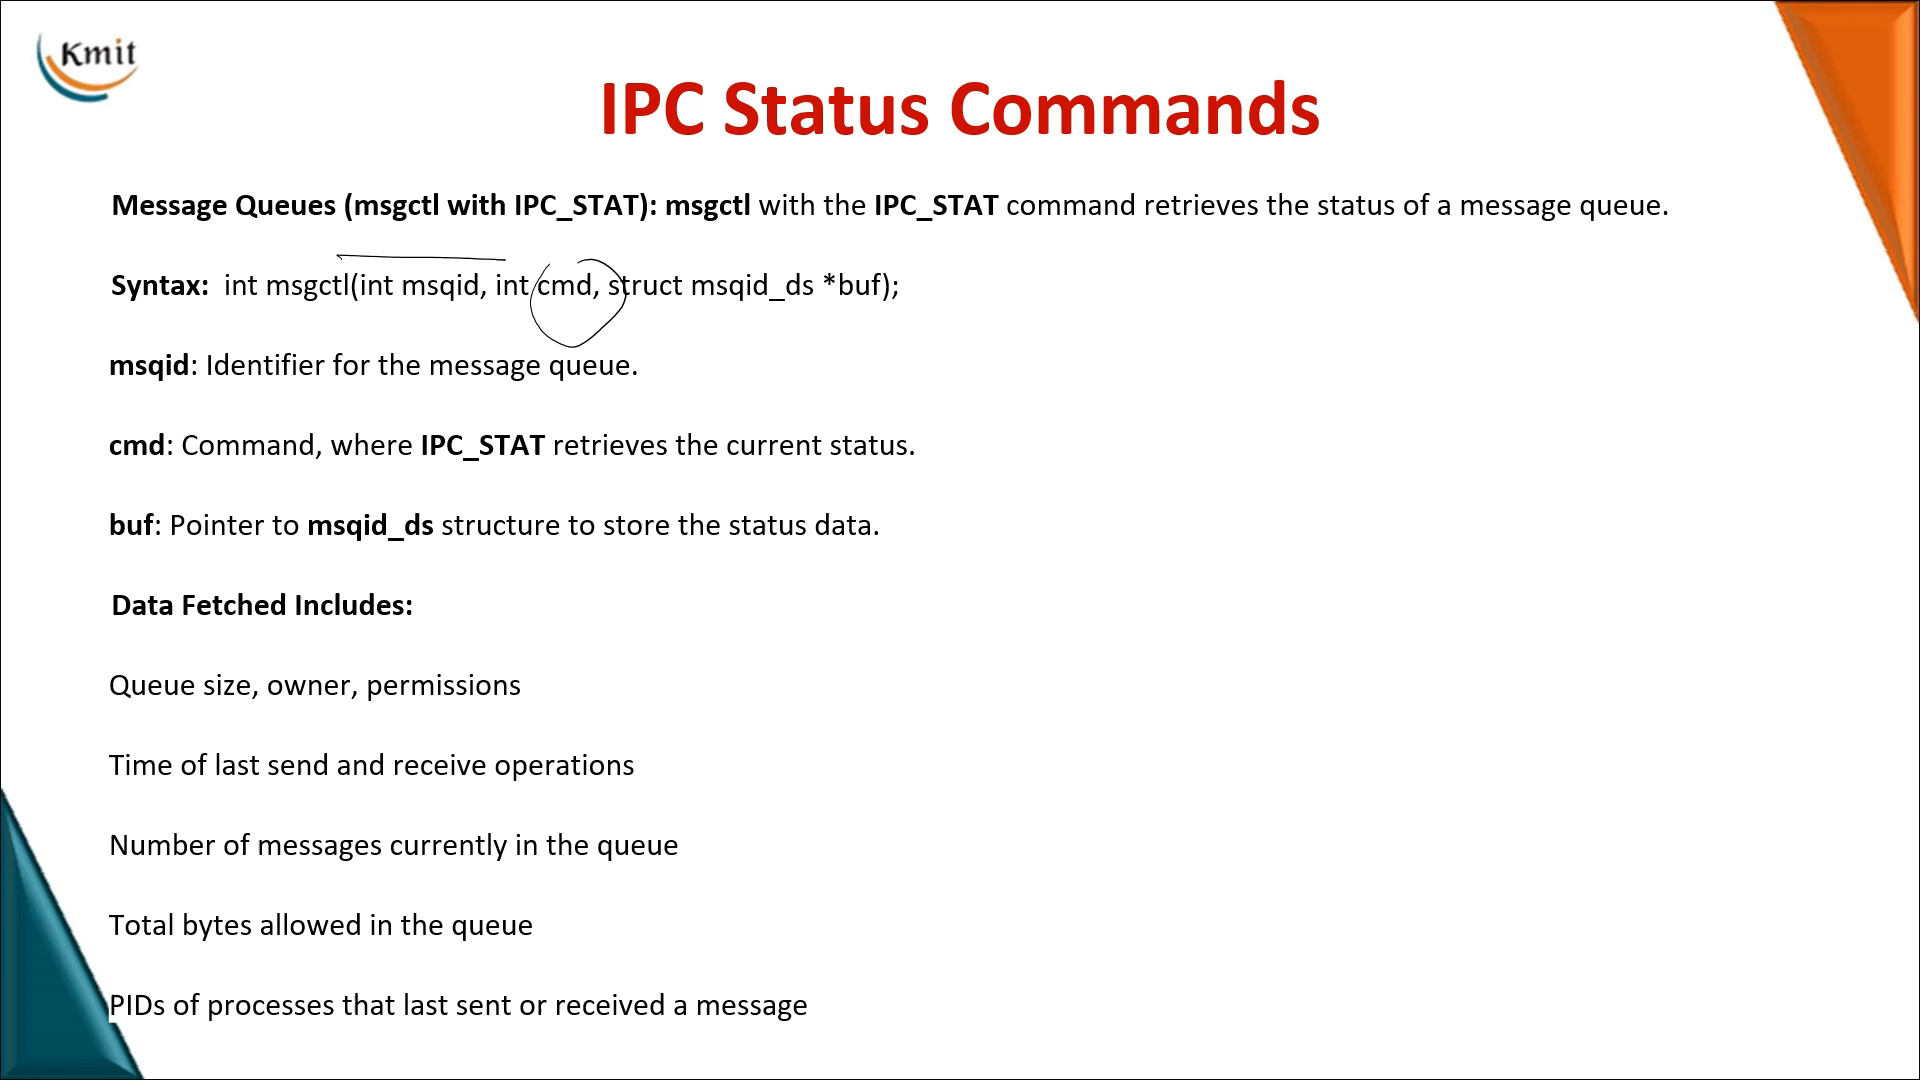 Kmit
IPC Status Commands
Message Queues (msgctl with IPC_STAT): msgctl with the IPC_STAT command retrieves the status of a message queue.
Syntax: int msgctl(int msqid, int cmd, struct msqid_ds *buf);
msqid: Identifier for the message queue.
cmd: Command, where IPC_STAT retrieves the current status.
buf: Pointer to msqid_ds structure to store the status data.
Data Fetched Includes:
Queue size, owner, permissions
Time of last send and receive operations
Number of messages currently in the queue
Total bytes allowed in the queue
PIDs of processes that last sent or received a message